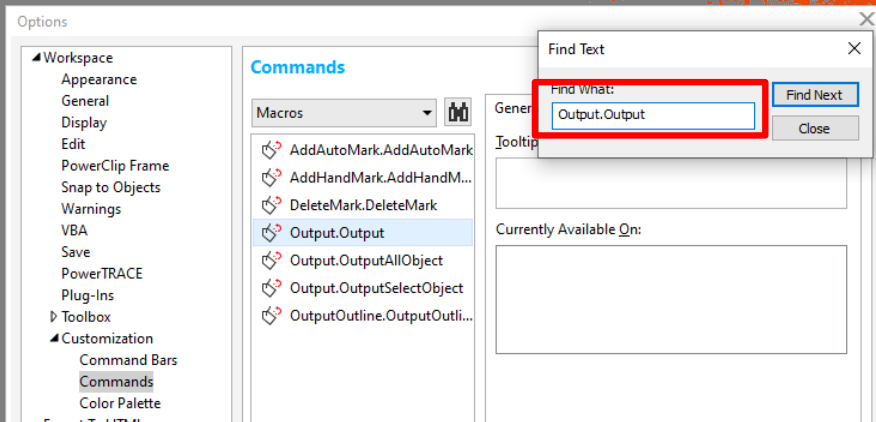 Options
Workspace
Appearance
General
Display
Edit
PowerClip Frame
Snap to Objects
Warnings
VBA
Save
PowerTRACE
Plug-Ins
Toolbox
Customization
Command Bars
Commands
Color Palette
Commands
Macros
AddAutoMark.AddAutoMark
AddHandMark.AddHandM...
DeleteMark.DeleteMark
Output.Output
Output.OutputAllObject
Output.OutputSelectObject
OutputOutline.OutputOutli...
Gener
Tooltip
Currently Available On:
Find Text
Find What:
Output.Output
Find Next
Close